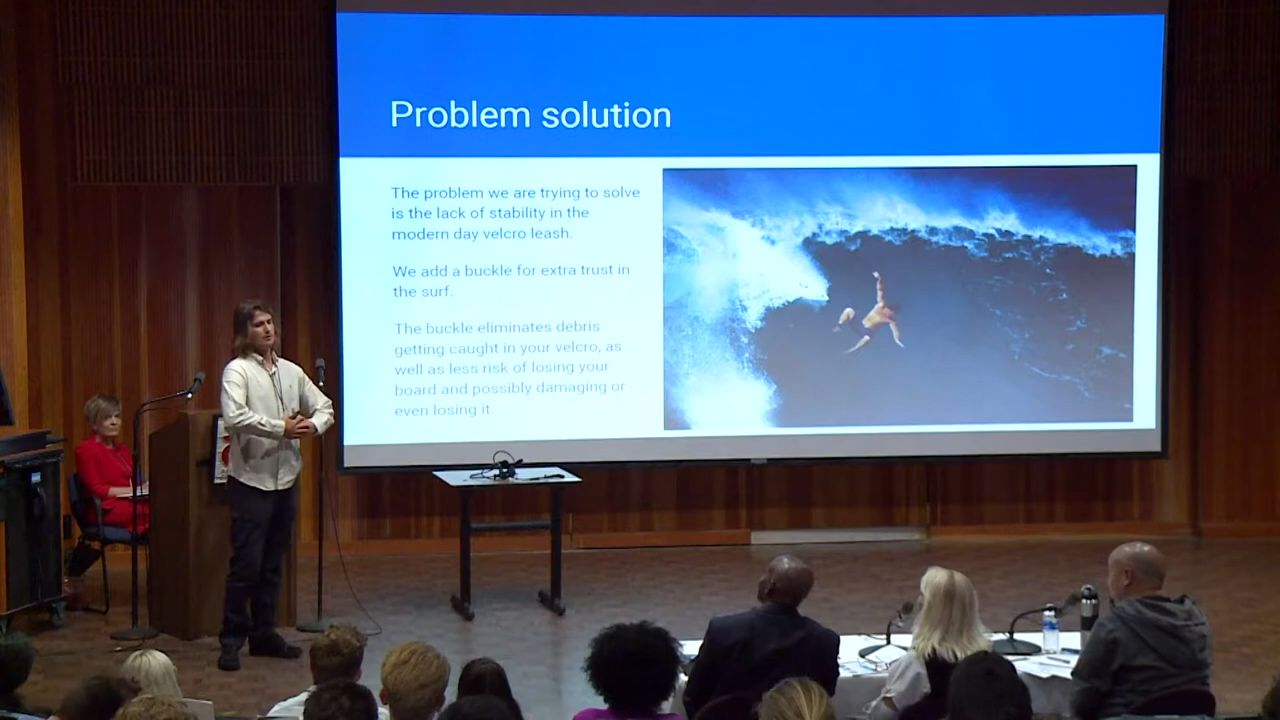 Problem solution
The problem we are trying to solve
is the lack of stability in the
modern day velcro leash.
We add a buckle for extra trust in
the surf.
The buckle eliminates debris
getting caught in your velcro, as
well as less risk of losing your
board and possibly damaging or
even losing it.